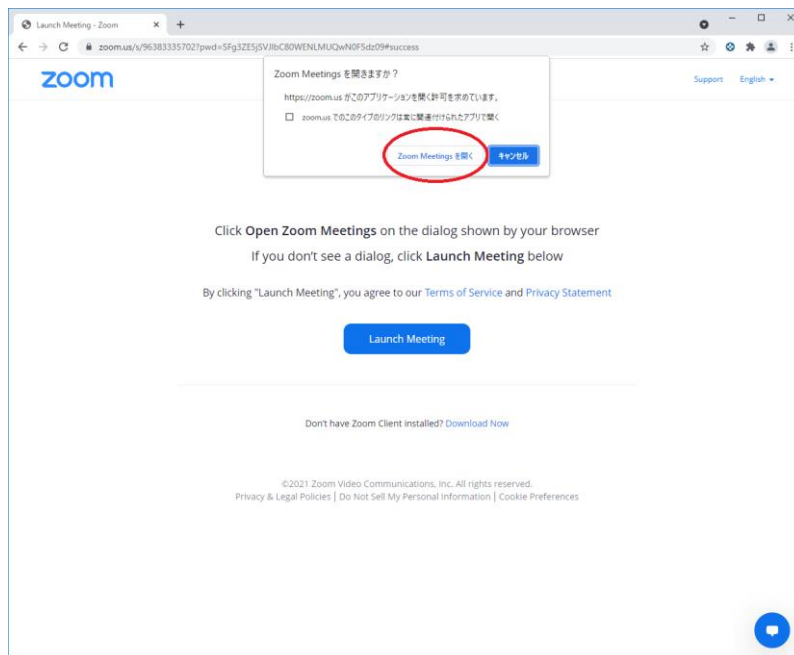 Launch Meeting - Zoom
zoom.us/s/96383335702?pwd=SFg3ZE5jSVJIbC80WENLMUQwN0FSdz09#success
zoom
Support English
Zoom Meetings を開きますか？
https://zoom.us がこのアプリケーションを開く許可を求めています。
zoom.us でのこのタイプのリンクは常に関連付けられたアプリで開く
Zoom Meetings を開く キャンセル
Click Open Zoom Meetings on the dialog shown by your browser
If you don't see a dialog, click Launch Meeting below
By clicking "Launch Meeting", you agree to our Terms of Service and Privacy Statement
Launch Meeting
Don't have Zoom Client installed? Download Now
©2021 Zoom Video Communications, Inc. All rights reserved.
Privacy & Legal Policies | Do Not Sell My Personal Information | Cookie Preferences